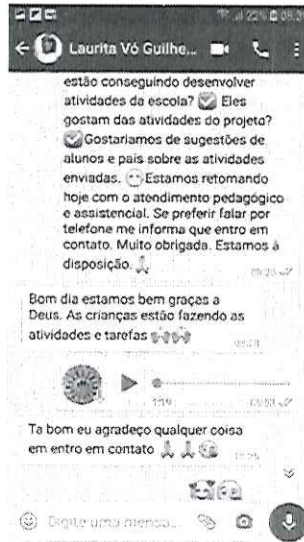 Laurita Vó Guilhe...
estão conseguindo desenvolver
atividades da escola? Eles
gostam das atividades do projeto?
Gostaríamos de sugestões de
alunos e pais sobre as atividades
enviadas. Estamos retomando
hoje com o atendimento pedagógico
e assistencial. Se preferir falar por
telefone me informa que entro em
contato. Muito obrigada. Estamos à
disposição.
Bom dia estamos bem graças a
Deus. As crianças estão fazendo as
atividades e tarefas
1:19
Ta bom eu agradeço qualquer coisa
em entro em contato
Digite uma mensa...